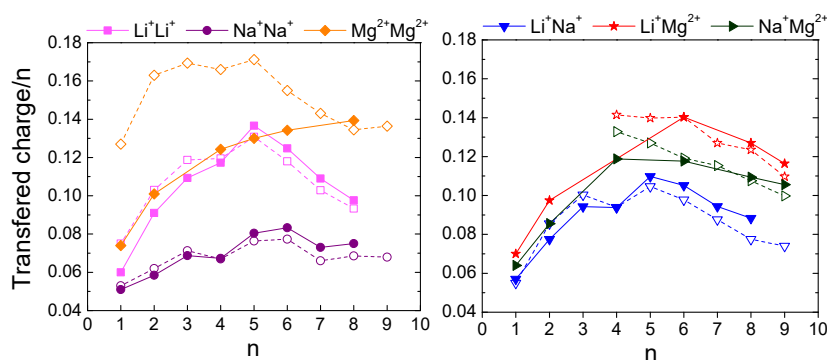 Li⁺Li⁺ Na⁺Na⁺ Mg²⁺Mg²⁺
0.18
0.16
0.14
0.12
0.10
0.08
0.06
0.04
0 1 2 3 4 5 6 7 8 9 10
n
Transfered charge/n
Li⁺Na⁺ Li⁺Mg²⁺ Na⁺Mg²⁺
0.18
0.16
0.14
0.12
0.10
0.08
0.06
0.04
0 1 2 3 4 5 6 7 8 9 10
n